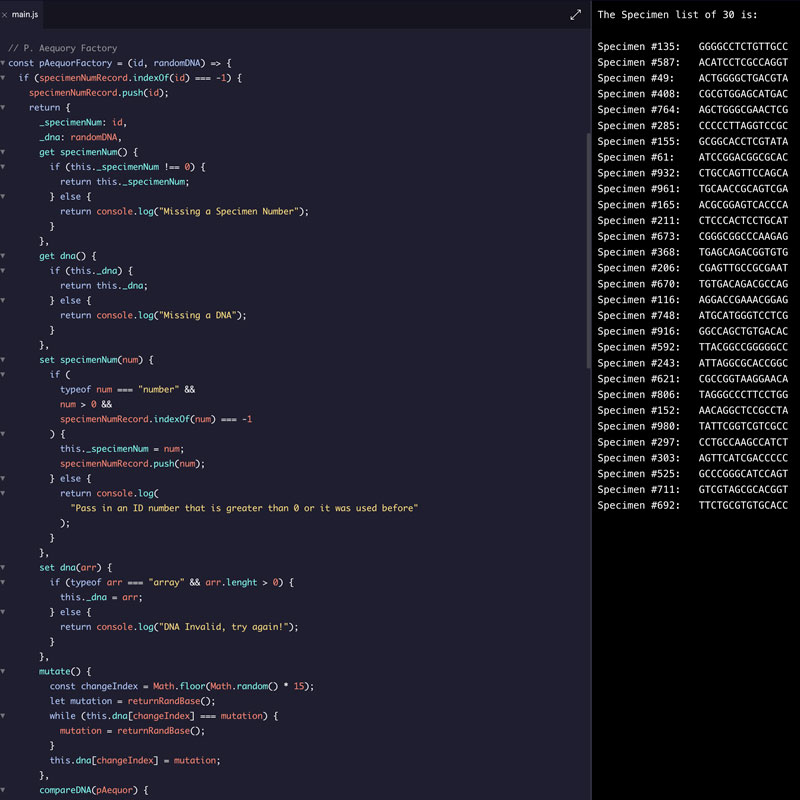 main.js
// P. Aequory Factory
const pAequorFactory = (id, randomDNA) => {
if (specimenNumRecord.indexOf(id) === -1) {
specimenNumRecord.push(id);
return {
_specimenNum: id,
_dna: randomDNA,
get specimenNum() {
if (this._specimenNum !== 0) {
return this._specimenNum;
} else {
return console.log("Missing a Specimen Number");
}
},
get dna() {
if (this._dna) {
return this._dna;
} else {
return console.log("Missing a DNA");
}
},
set specimenNum(num) {
if (
typeof num === "number" &&
num > 0 &&
specimenNumRecord.indexOf(num) === -1
) {
this._specimenNum = num;
specimenNumRecord.push(num);
} else {
return console.log(
"Pass in an ID number that is greater than 0 or it was used before"
);
}
},
set dna(arr) {
if (typeof arr === "array" && arr.lenght > 0) {
this._dna = arr;
} else {
return console.log("DNA Invalid, try again!");
}
},
mutate() {
const changeIndex = Math.floor(Math.random() * 15);
let mutation = returnRandBase();
while (this.dna[changeIndex] === mutation) {
mutation = returnRandBase();
}
this.dna[changeIndex] = mutation;
},
compareDNA(pAequor) {
The Specimen list of 30 is:
Specimen #135: GGGGCCTCTGTTGCC
Specimen #587: ACATCCTCGCCAGGT
Specimen #49: ACTGGGGCTGACGTA
Specimen #408: CGCGTGGAGCATGAC
Specimen #764: AGCTGGGCGAACTCG
Specimen #285: CCCCCTTAGGTCCGC
Specimen #155: GCGGCACCTCGTATA
Specimen #61: ATCCGGACGGCGCAC
Specimen #932: CTGCCAGTTCCAGCA
Specimen #961: TGCAACCGCAGTCGA
Specimen #165: ACGCGGAGTCACCCA
Specimen #211: CTCCCACTCCTGCAT
Specimen #673: CGGGCGGCCCAAGAG
Specimen #368: TGAGCAGACGGTGTG
Specimen #206: CGAGTTGCCGCGAAT
Specimen #670: TGTGACAGACGCCAG
Specimen #116: AGGACCGAAACGGAG
Specimen #748: ATGCATGGGTCCTCG
Specimen #916: GGCCAGCTGTGACAC
Specimen #592: TTACGGCCGGGGGCC
Specimen #243: ATTAGGCGCACCGGC
Specimen #621: CGCCGGTAAGGAACA
Specimen #806: TAGGGCCCTTCCTGG
Specimen #152: AACAGGCTCCGCCTA
Specimen #980: TATTCGGTCGTCGCC
Specimen #297: CCTGCCAAGCCATCT
Specimen #303: AGTTCATCGACCCCC
Specimen #525: GCCCGGGCATCCAGT
Specimen #711: GTCGTAGCGCACGGT
Specimen #692: TTCTGCGTGTGCACC